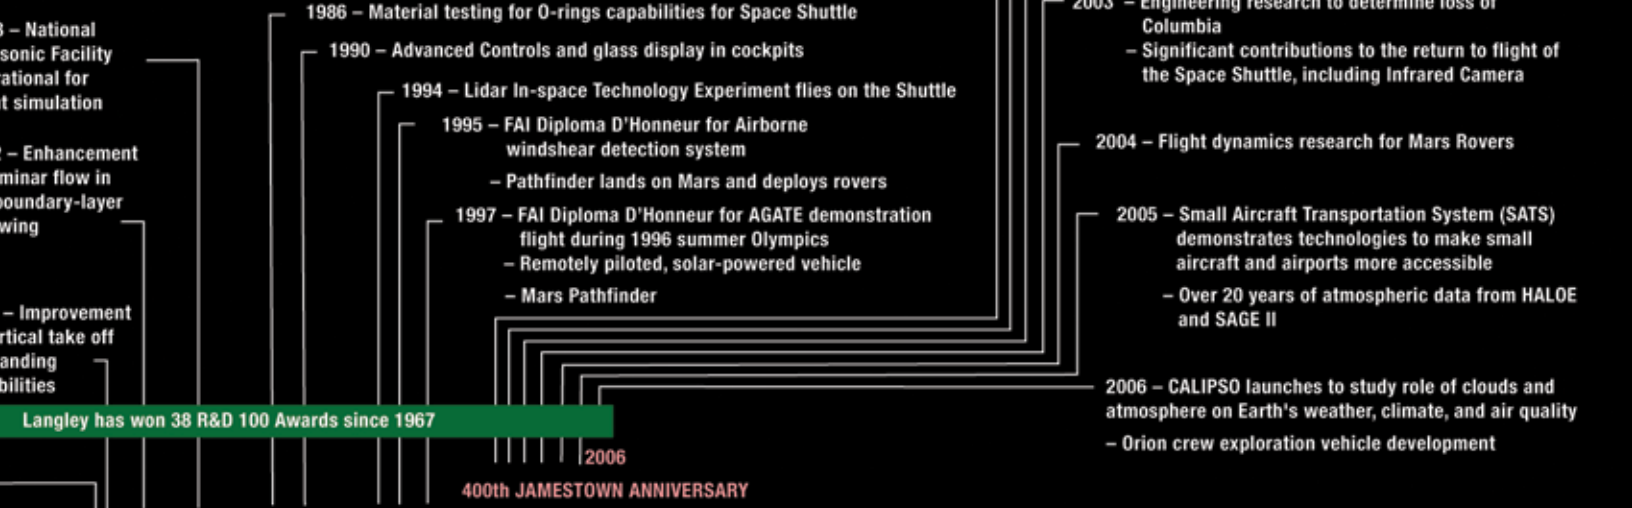 3 – National
sonic Facility
rational for
t simulation
– Enhancement
minar flow in
boundary-layer
wing
– Improvement
rtical take off
anding
bilities
1986 – Material testing for O-rings capabilities for Space Shuttle
1990 – Advanced Controls and glass display in cockpits
1994 – Lidar In-space Technology Experiment flies on the Shuttle
1995 – FAI Diploma D'Honneur for Airborne
windshear detection system
– Pathfinder lands on Mars and deploys rovers
1997 – FAI Diploma D'Honneur for AGATE demonstration
flight during 1996 summer Olympics
– Remotely piloted, solar-powered vehicle
– Mars Pathfinder
2003 – Engineering research to determine loss of
Columbia
– Significant contributions to the return to flight of
the Space Shuttle, including Infrared Camera
2004 – Flight dynamics research for Mars Rovers
2005 – Small Aircraft Transportation System (SATS)
demonstrates technologies to make small
aircraft and airports more accessible
– Over 20 years of atmospheric data from HALOE
and SAGE II
2006 – CALIPSO launches to study role of clouds and
atmosphere on Earth's weather, climate, and air quality
– Orion crew exploration vehicle development
Langley has won 38 R&D 100 Awards since 1967
2006
400th JAMESTOWN ANNIVERSARY